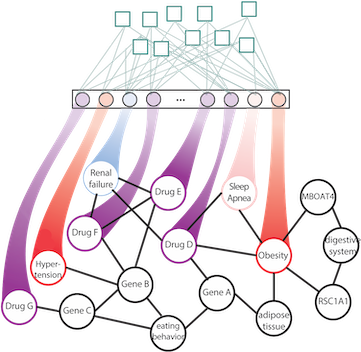 ...
Renal
failure
Drug E
Sleep
Apnea
MBOAT4
Drug F
Drug D
digestive
system
Hyper-
tension
Obesity
Gene B
Gene A
RSC1A1
Drug G
Gene C
eating
behavior
adipose
tissue